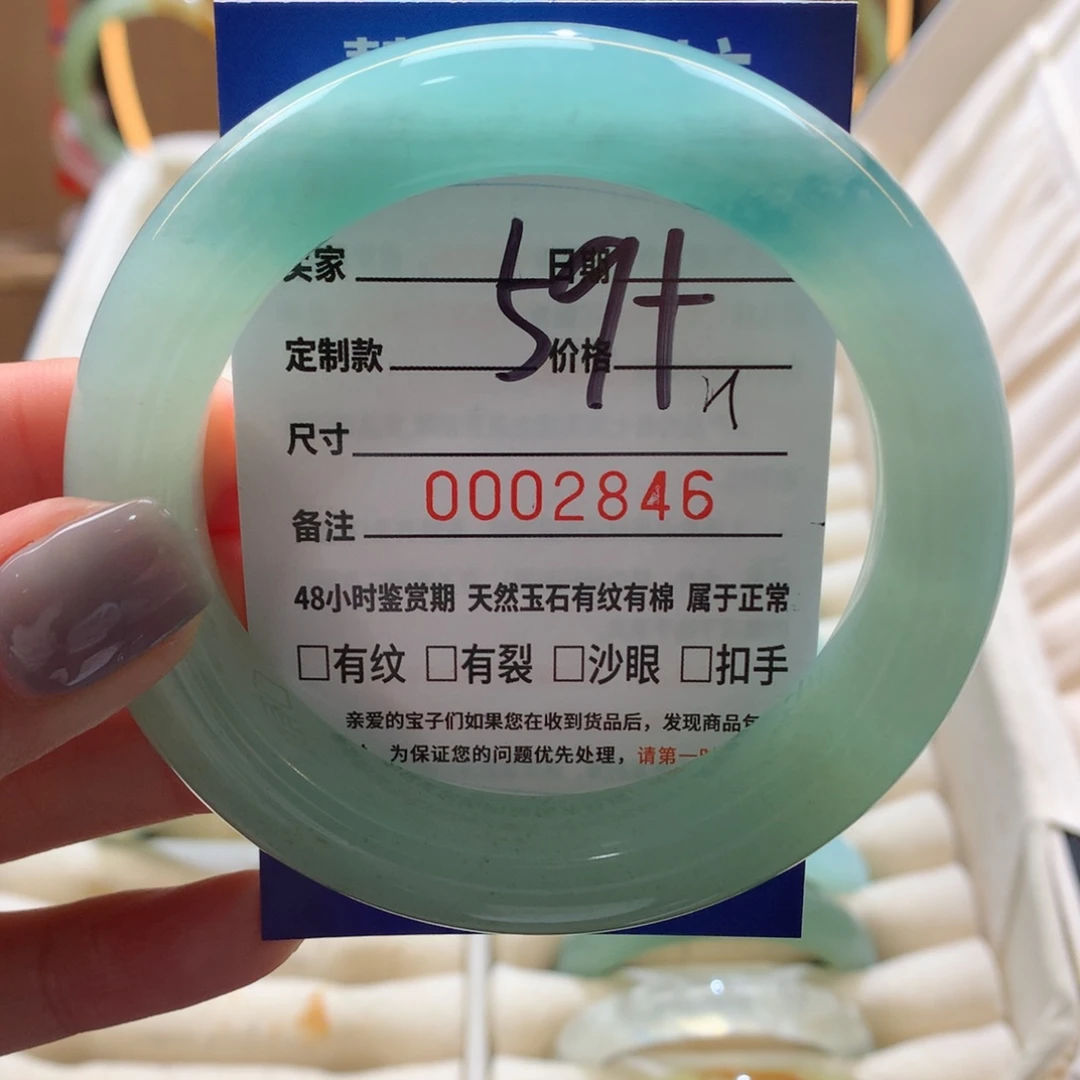 卖家 日期
59+
定制款 价格
尺寸
0002846
备注
48小时鉴赏期 天然玉石有纹有棉 属于正常
□有纹 □有裂 □沙眼 □扣手
亲爱的宝子们如果您在收到货品后，发现商品
为保证您的问题优先处理，请第一